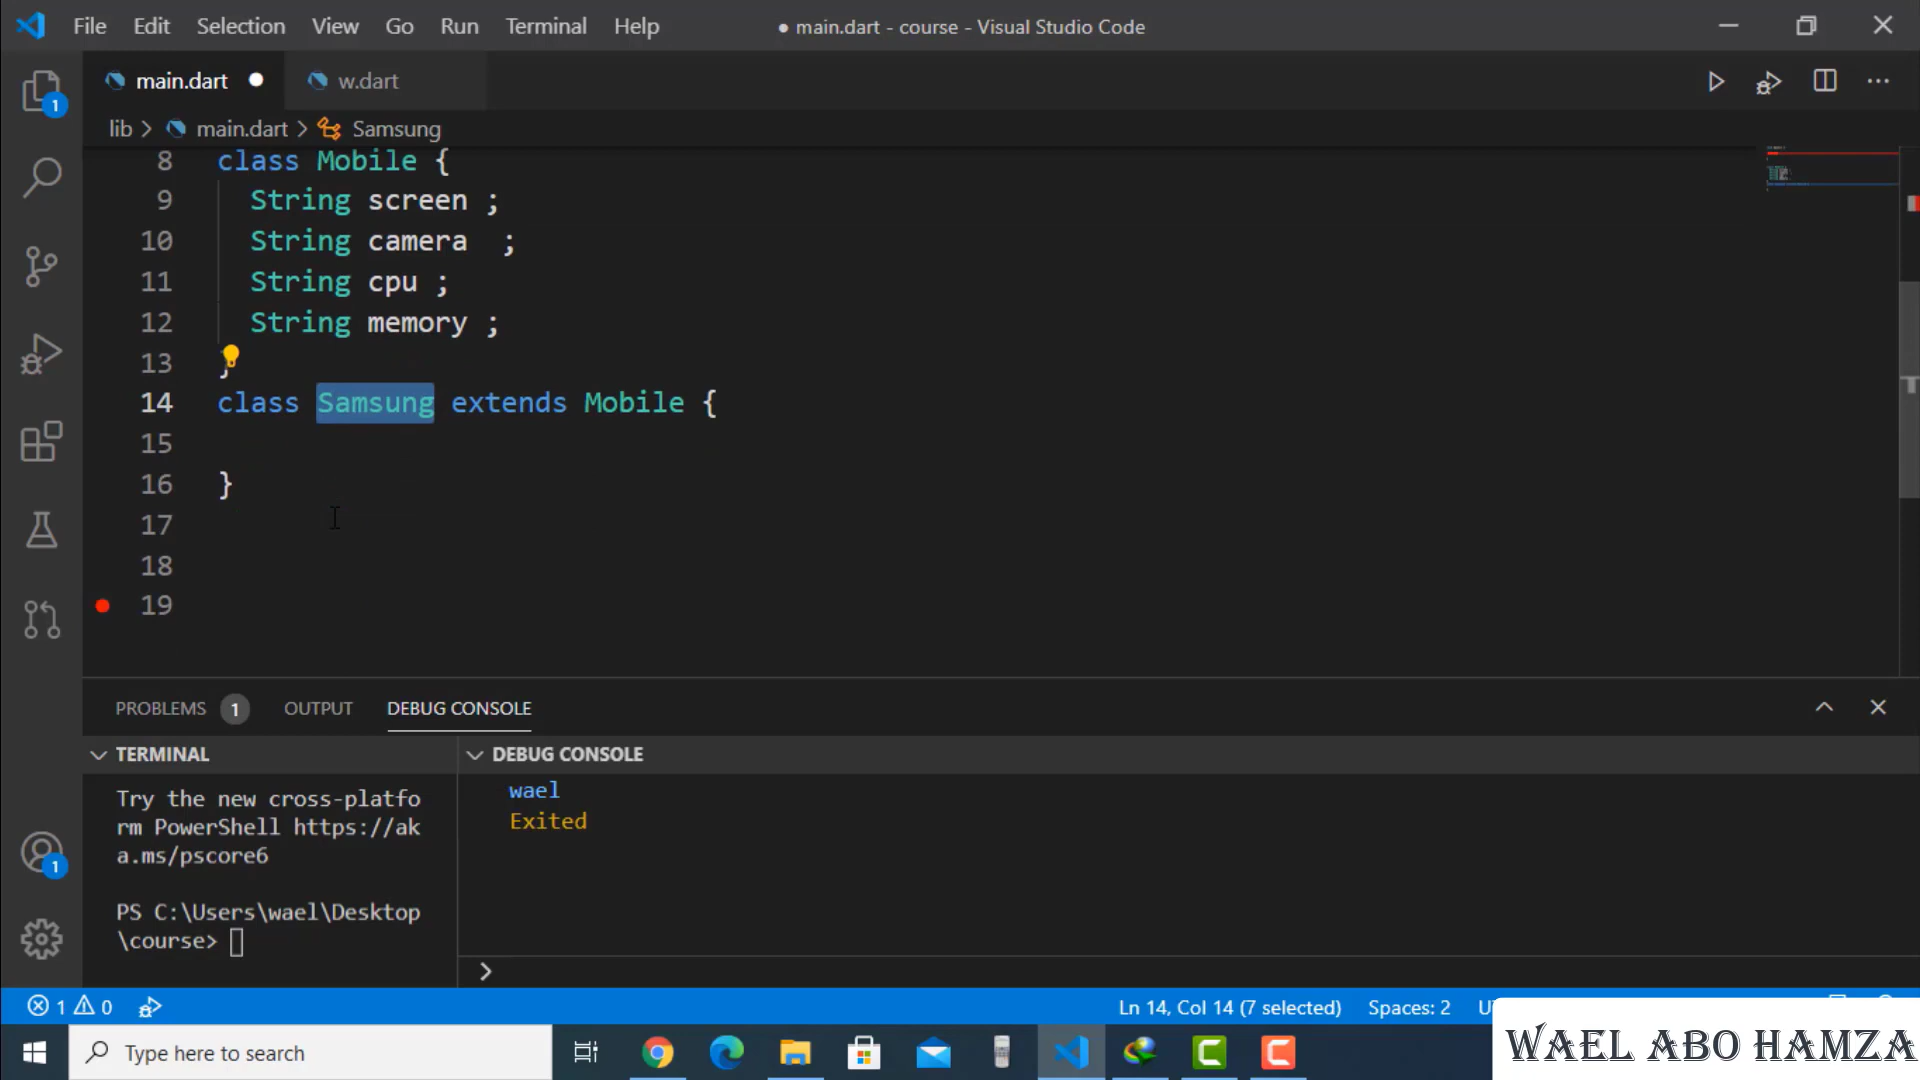 File Edit Selection View Go Run Terminal Help
● main.dart - course - Visual Studio Code
main.dart
w.dart
lib > main.dart > Samsung
8 class Mobile {
9 String screen ;
10 String camera  ;
11 String cpu ;
12 String memory ;
13 }
14 class Samsung extends Mobile {
15
16 }
17
18
19
1
PROBLEMS 1 OUTPUT DEBUG CONSOLE
TERMINAL
Try the new cross-platfo
rm PowerShell https://ak
a.ms/pscore6
PS C:\Users\wael\Desktop
\course>
DEBUG CONSOLE
wael
Exited
>
1
1 0
Ln 14, Col 14 (7 selected) Spaces: 2
Type here to search
WAEL ABO HAMZA